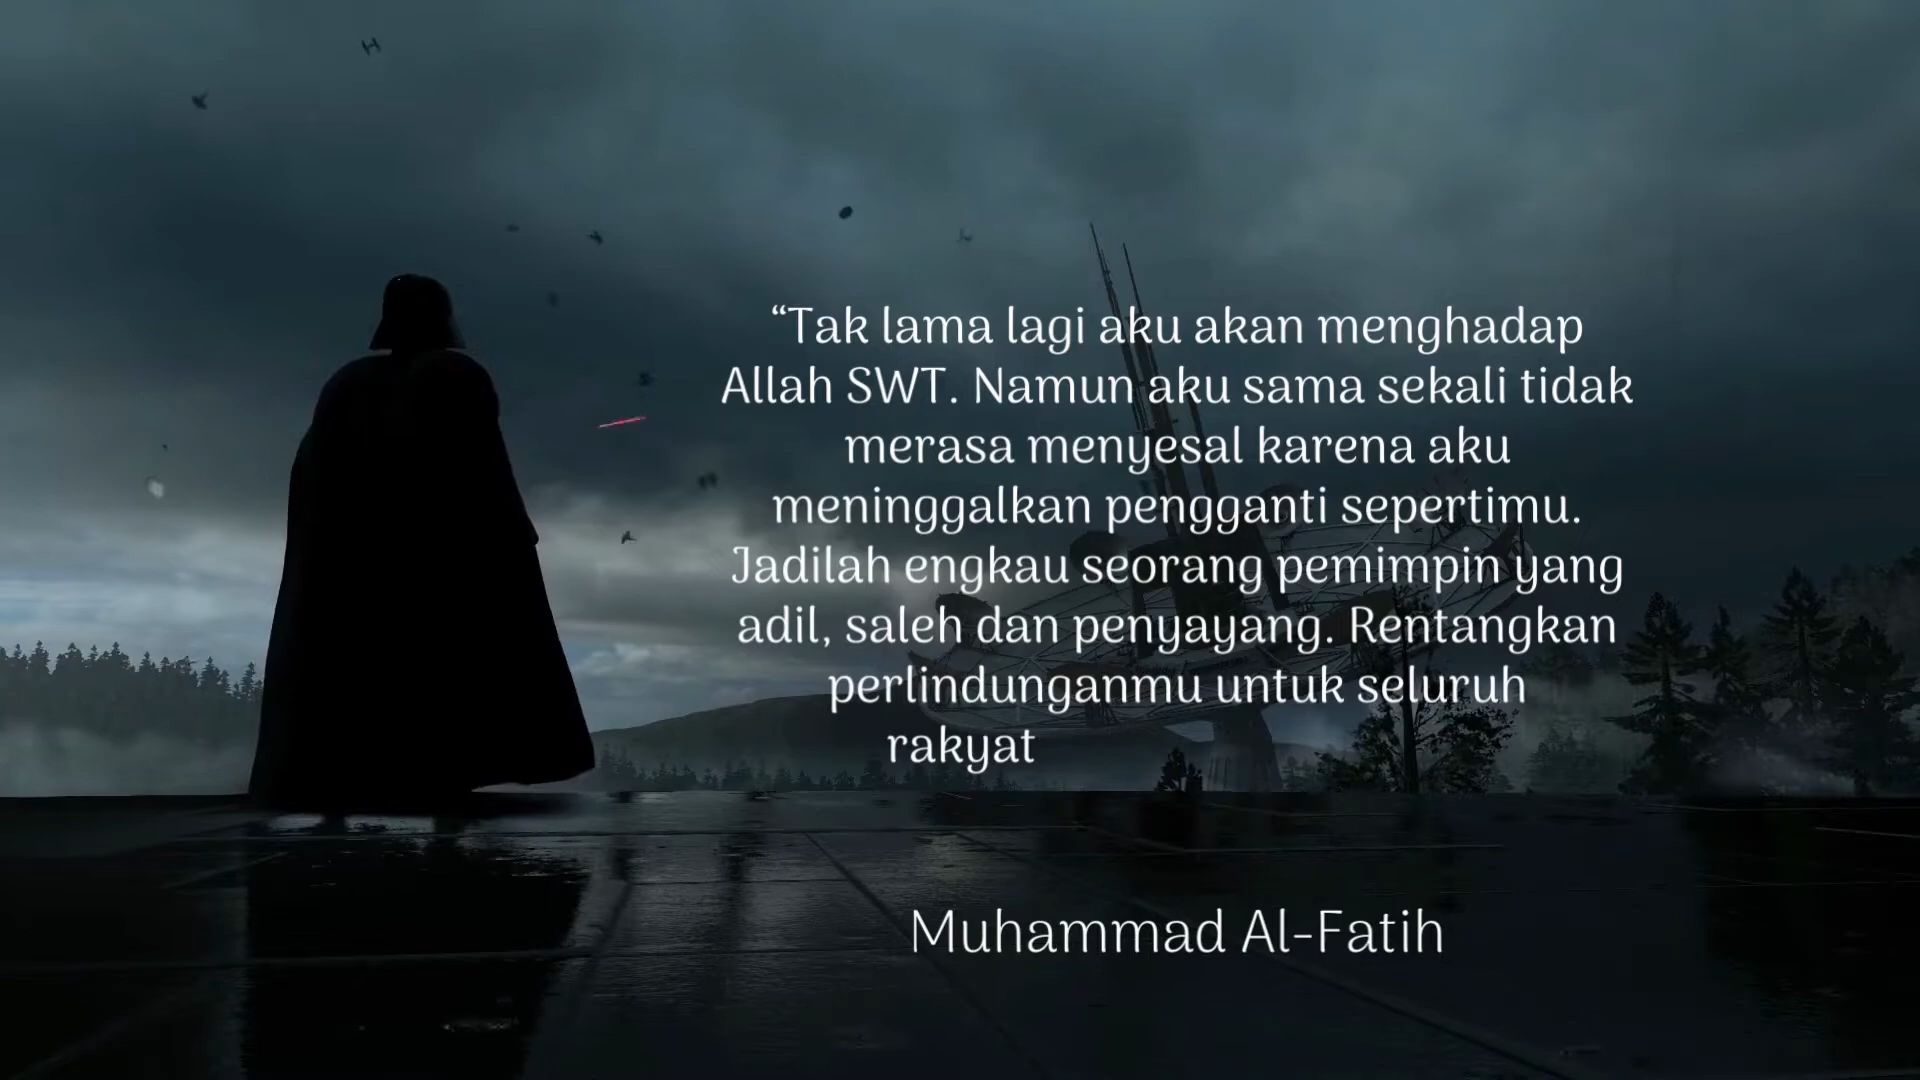 “Tak lama lagi aku akan menghadap
Allah SWT. Namun aku sama sekali tidak
merasa menyesal karena aku
meninggalkan pengganti sepertimu.
Jadilah engkau seorang pemimpin yang
adil, saleh dan penyayang. Rentangkan
perlindunganmu untuk seluruh
rakyat
Muhammad Al-Fatih